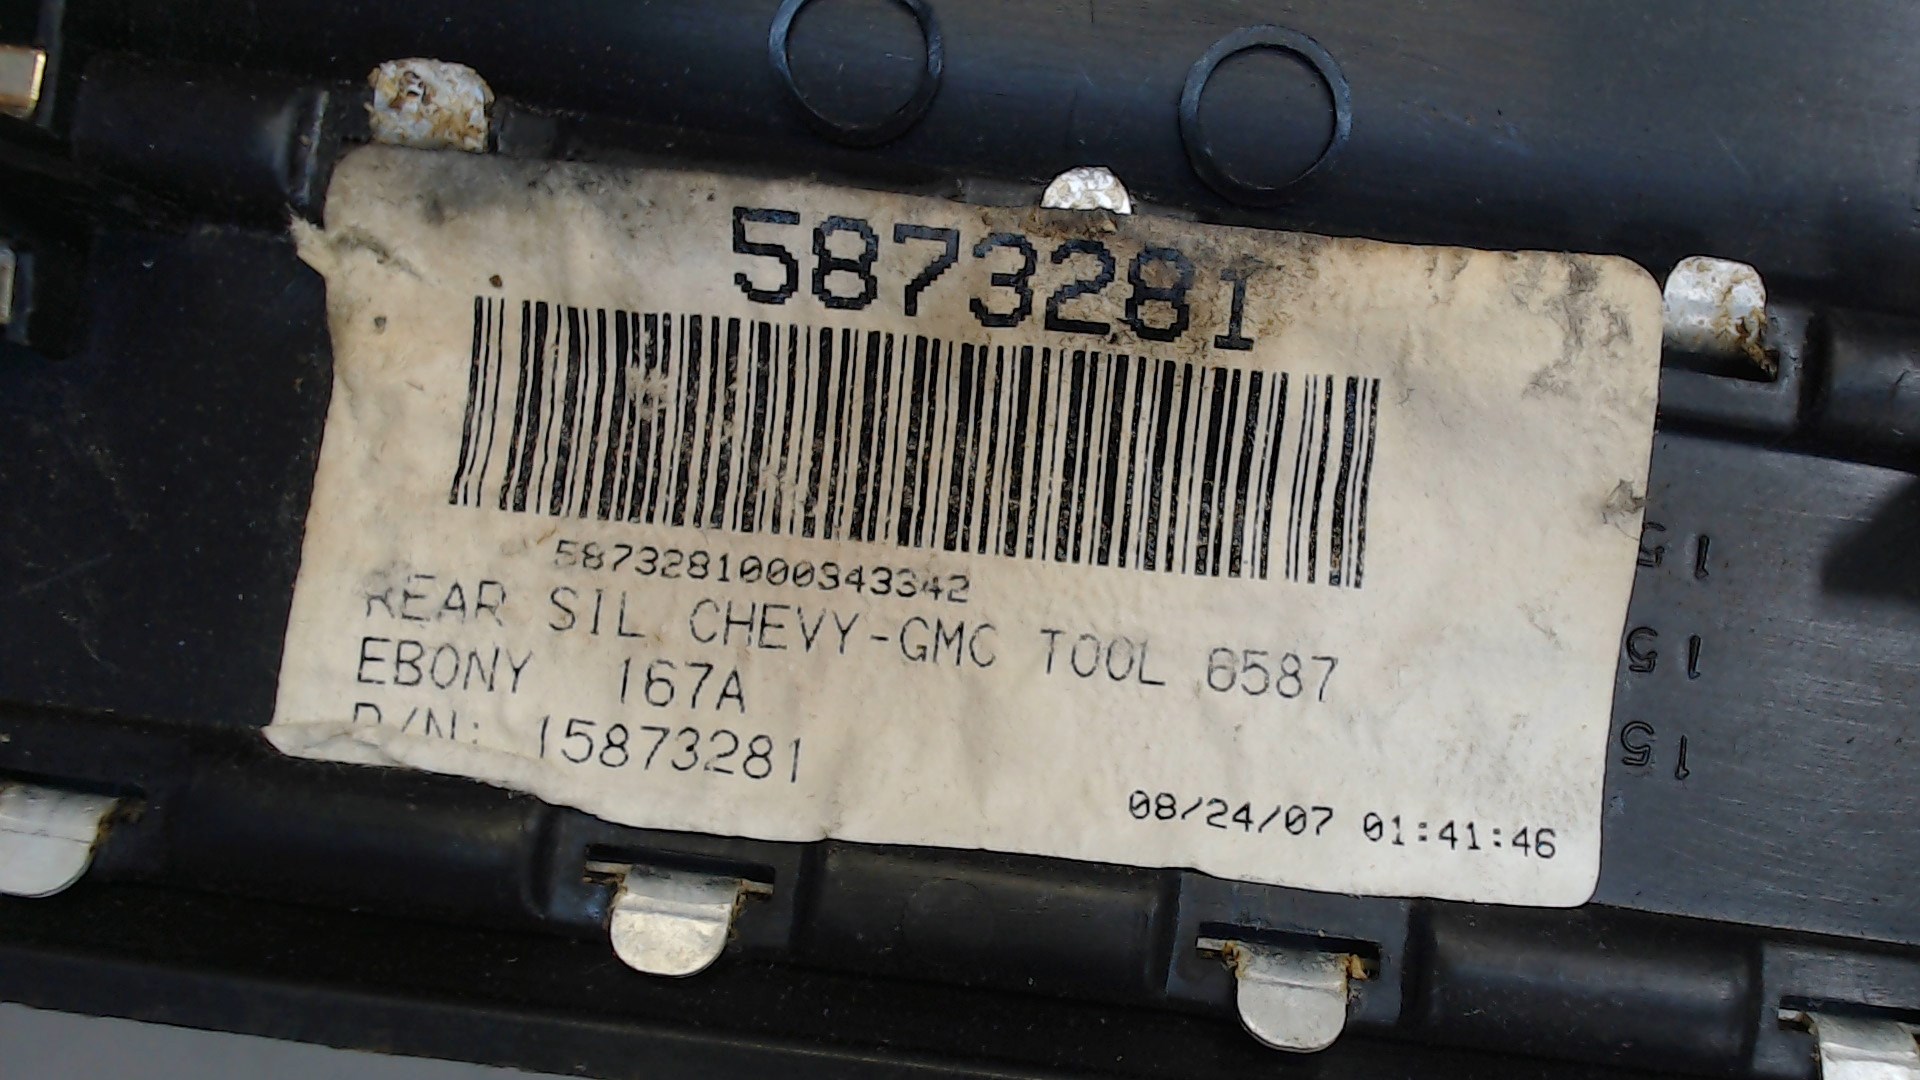 5873281
5873281000343342
REAR SIL CHEVY-GMC TOOL 6587
EBONY 167A
P/N: 15873281
08/24/07 01:41:46
15
15
15